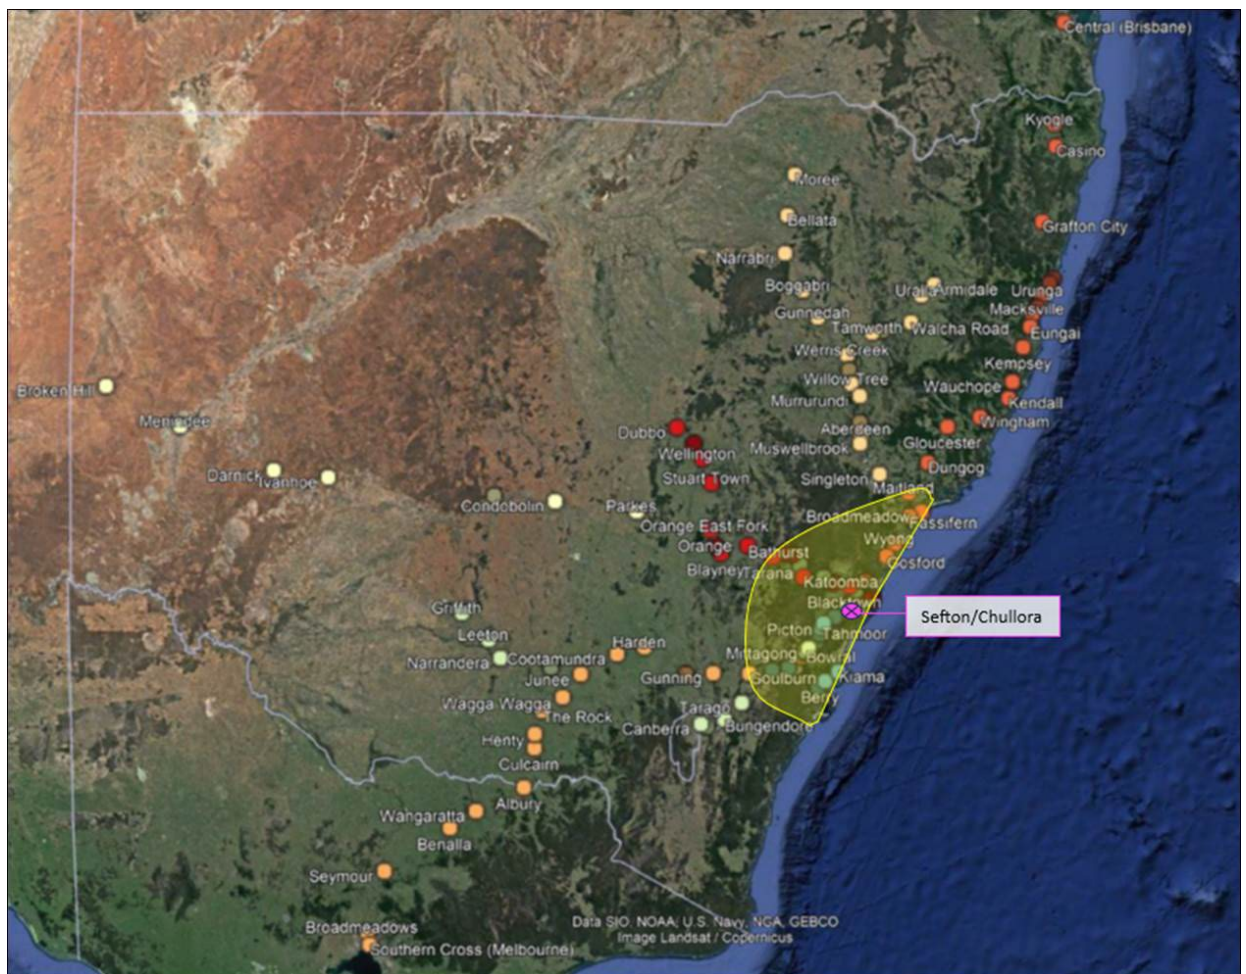 Central (Brisbane)
Kyogle
Casino
Moree
Bellata
Grafton City
Narrabri
Boggabri
Uralla
Armidale
Urunga
Macksville
Gunnedah
Tamworth
Walcha Road
Eungai
Werris Creek
Kempsey
Willow Tree
Wauchope
Broken Hill
Murrurundi
Kendall
Menindee
Wingham
Dubbo
Aberdeen
Gloucester
Wellington
Muswellbrook
Dungog
Darnick
Ivanhoe
Stuart Town
Singleton
Maitland
Condobolin
Parkes
Broadmeadow
Fassifern
Orange East Fork
Wyong
Orange
Bathurst
Gosford
Blayney
Tarana
Katoomba
Blacktown
Sefton/Chullora
Griffith
Picton
Tahmoor
Leeton
Harden
Mittagong
Bowral
Narrandera
Cootamundra
Junee
Gunning
Goulburn
Kiama
Wagga Wagga
Berry
The Rock
Tarago
Canberra
Bungendore
Henty
Culcairn
Albury
Wangaratta
Benalla
Seymour
Broadmeadows
Southern Cross (Melbourne)
Data SIO, NOAA, U.S. Navy, NGA, GEBCO
Image Landsat / Copernicus